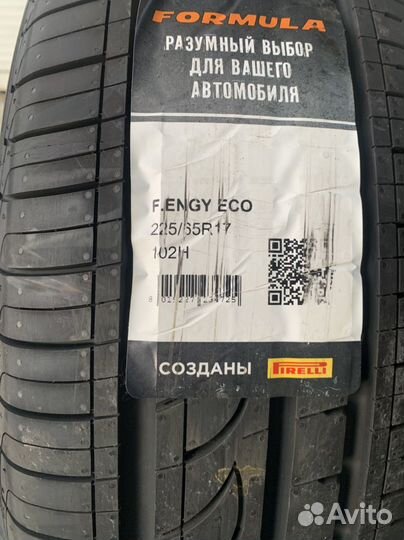 FORMULA
РАЗУМНЫЙ ВЫБОР
ДЛЯ ВАШЕГО
АВТОМОБИЛЯ
F.ENGY ECO
225/65R17
102H
СОЗДАНЫ PIRELLI
Avito